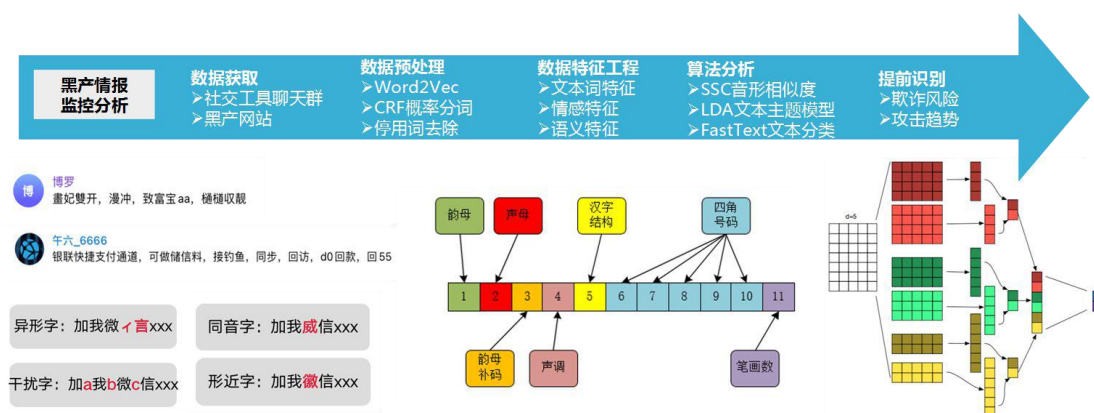 黑产情报
监控分析
数据获取
➢社交工具聊天群
➢黑产网站
数据预处理
➢Word2Vec
➢CRF概率分词
➢停用词去除
数据特征工程
➢文本词特征
➢情感特征
➢语义特征
算法分析
➢SSC音形相似度
➢LDA文本主题模型
➢FastText文本分类
提前识别
➢欺诈风险
➢攻击趋势
博
博罗
畫妃雙开，漫冲，致富宝aa，樋樋収靓
午六_6666
银联快捷支付通道，可做储信料，接钓鱼，同步，回访，d0回款，回55
异形字：加我微ィ言xxx
同音字：加我威信xxx
干扰字：加a我b微c信xxx
形近字：加我徽信xxx
韵母
声母
汉字
结构
四角
号码
1 2 3 4 5 6 7 8 9 10 11
韵母
补码
声调
笔画数
d=5